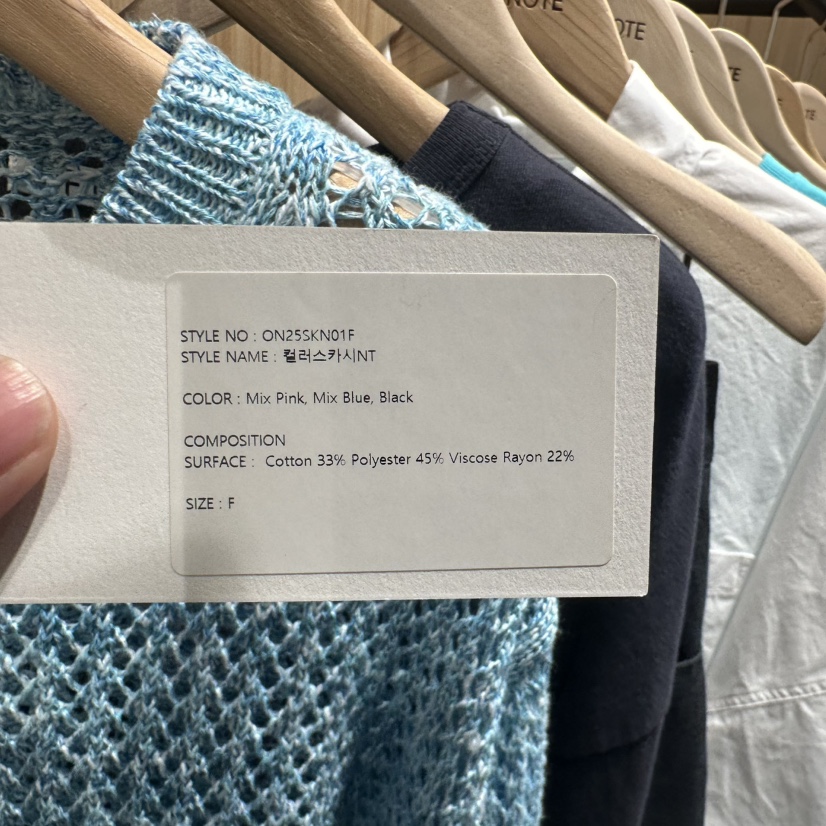 NOTE
STYLE NO : ON25SKN01F
STYLE NAME : 컬러스카시NT
COLOR : Mix Pink, Mix Blue, Black
COMPOSITION
SURFACE : Cotton 33% Polyester 45% Viscose Rayon 22%
SIZE : F